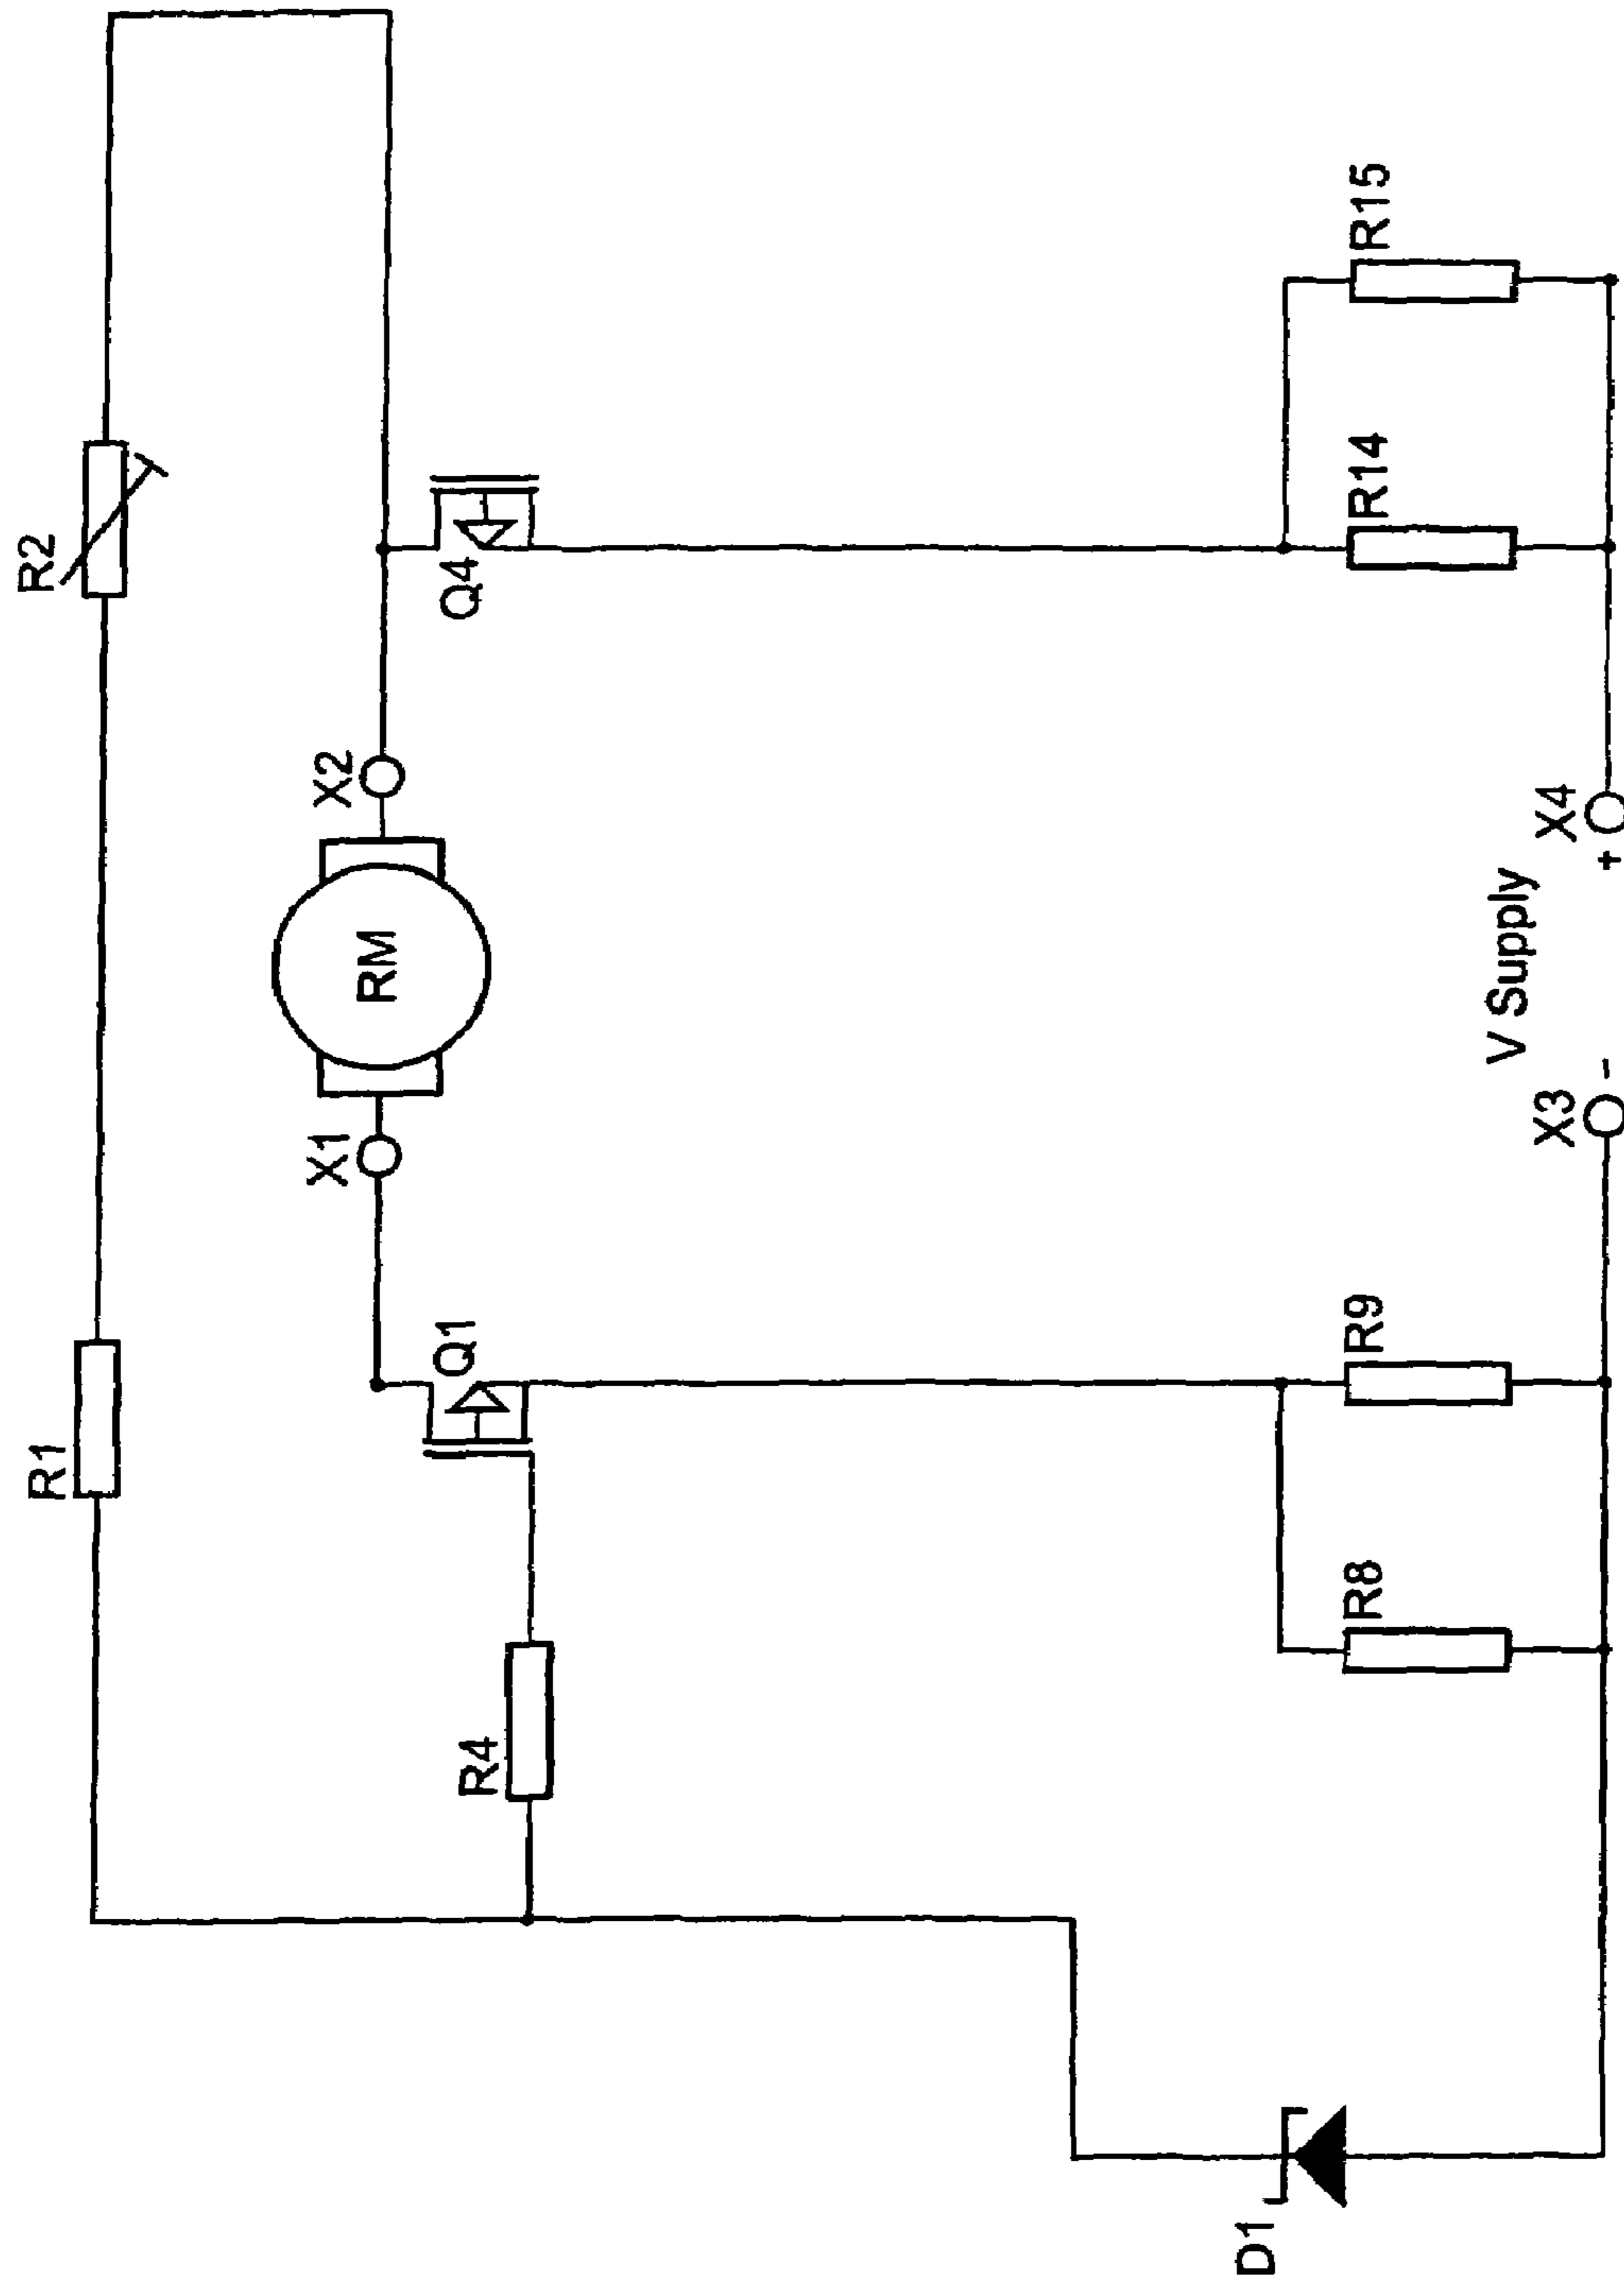 R2
R1
X1
RM
X2
Q1
Q4
R4
R8
R9
R14
R15
D1
V Supply
X3
-
+
X4